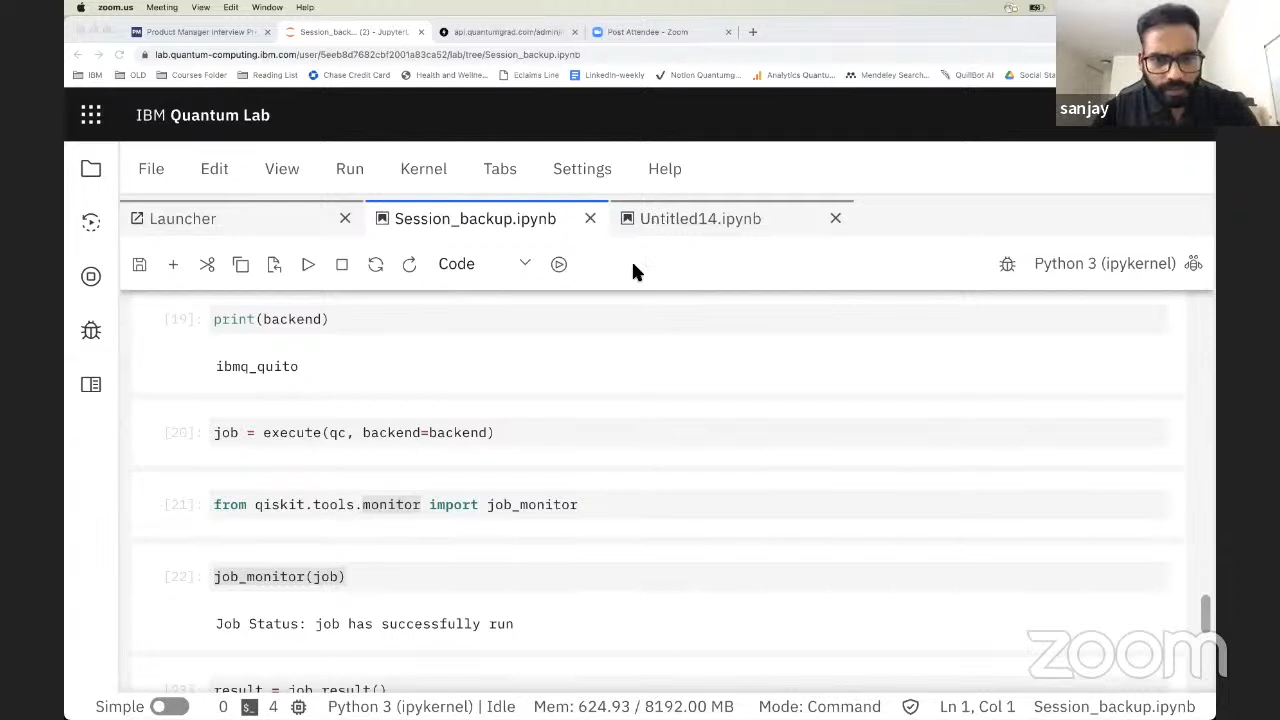 zoom.us Meeting View Edit Window Help
Product Manager Interview Pr
Session_back... (2) - JupyterL
api.quantumgrad.com/admin/
Post Attendee - Zoom
lab.quantum-computing.ibm.com/user/5eeb8d7682cbf2001a83ca52/lab/tree/Session_backup.ipynb
IBM OLD Courses Folder Reading List Chase Credit Card Health and Wellne... Eclaims Line LinkedIn-weekly Notion Quantumg... Analytics Quantu... Mendeley Search... QuillBot AI Social Sta
sanjay
IBM Quantum Lab
File Edit View Run Kernel Tabs Settings Help
Launcher Session_backup.ipynb Untitled14.ipynb
Code Python 3 (ipykernel)
[19]: print(backend)
ibmq_quito
[20]: job = execute(qc, backend=backend)
[21]: from qiskit.tools.monitor import job_monitor
[22]: job_monitor(job)
Job Status: job has successfully run
[23]: result = job.result()
zoom
Simple 0 $_ 4 Python 3 (ipykernel) | Idle Mem: 624.93 / 8192.00 MB Mode: Command Ln 1, Col 1 Session_backup.ipynb